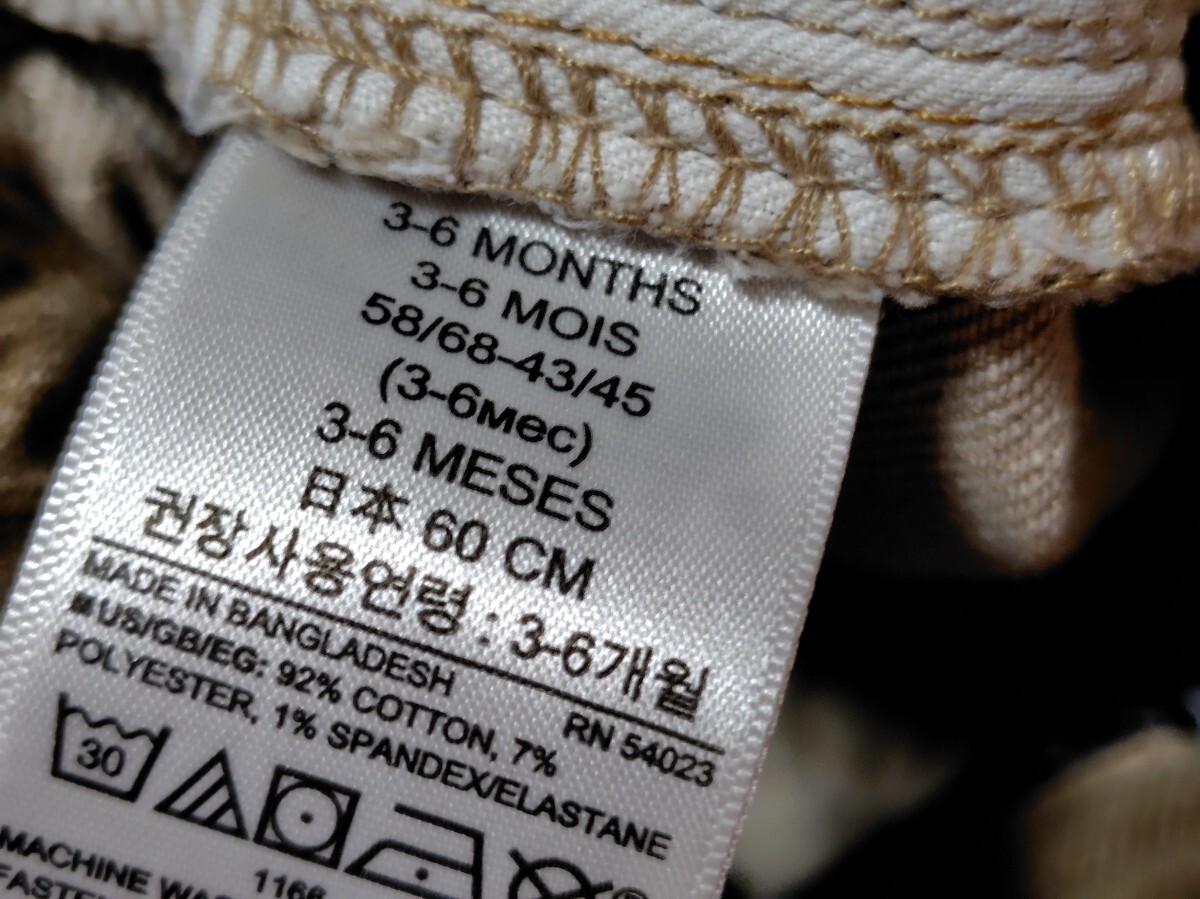 3-6 MONTHS
3-6 MOIS
58/68-43/45
(3-6мес)
3-6 MESES
日本 60 CM
권장사용연령 : 3-6개월
MADE IN BANGLADESH
RN 54023
US/GB/EG: 92% COTTON, 7%
POLYESTER, 1% SPANDEX/ELASTANE
30
1166
MACHINE